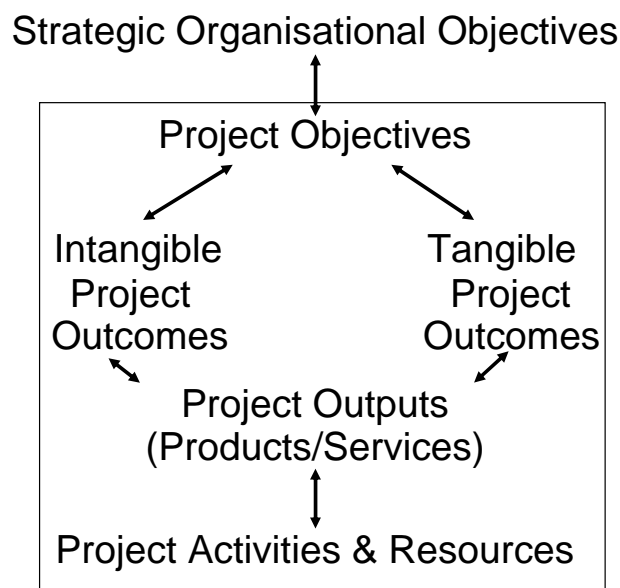 Strategic Organisational Objectives
Project Objectives
Intangible
Project
Outcomes
Tangible
Project
Outcomes
Project Outputs
(Products/Services)
Project Activities & Resources